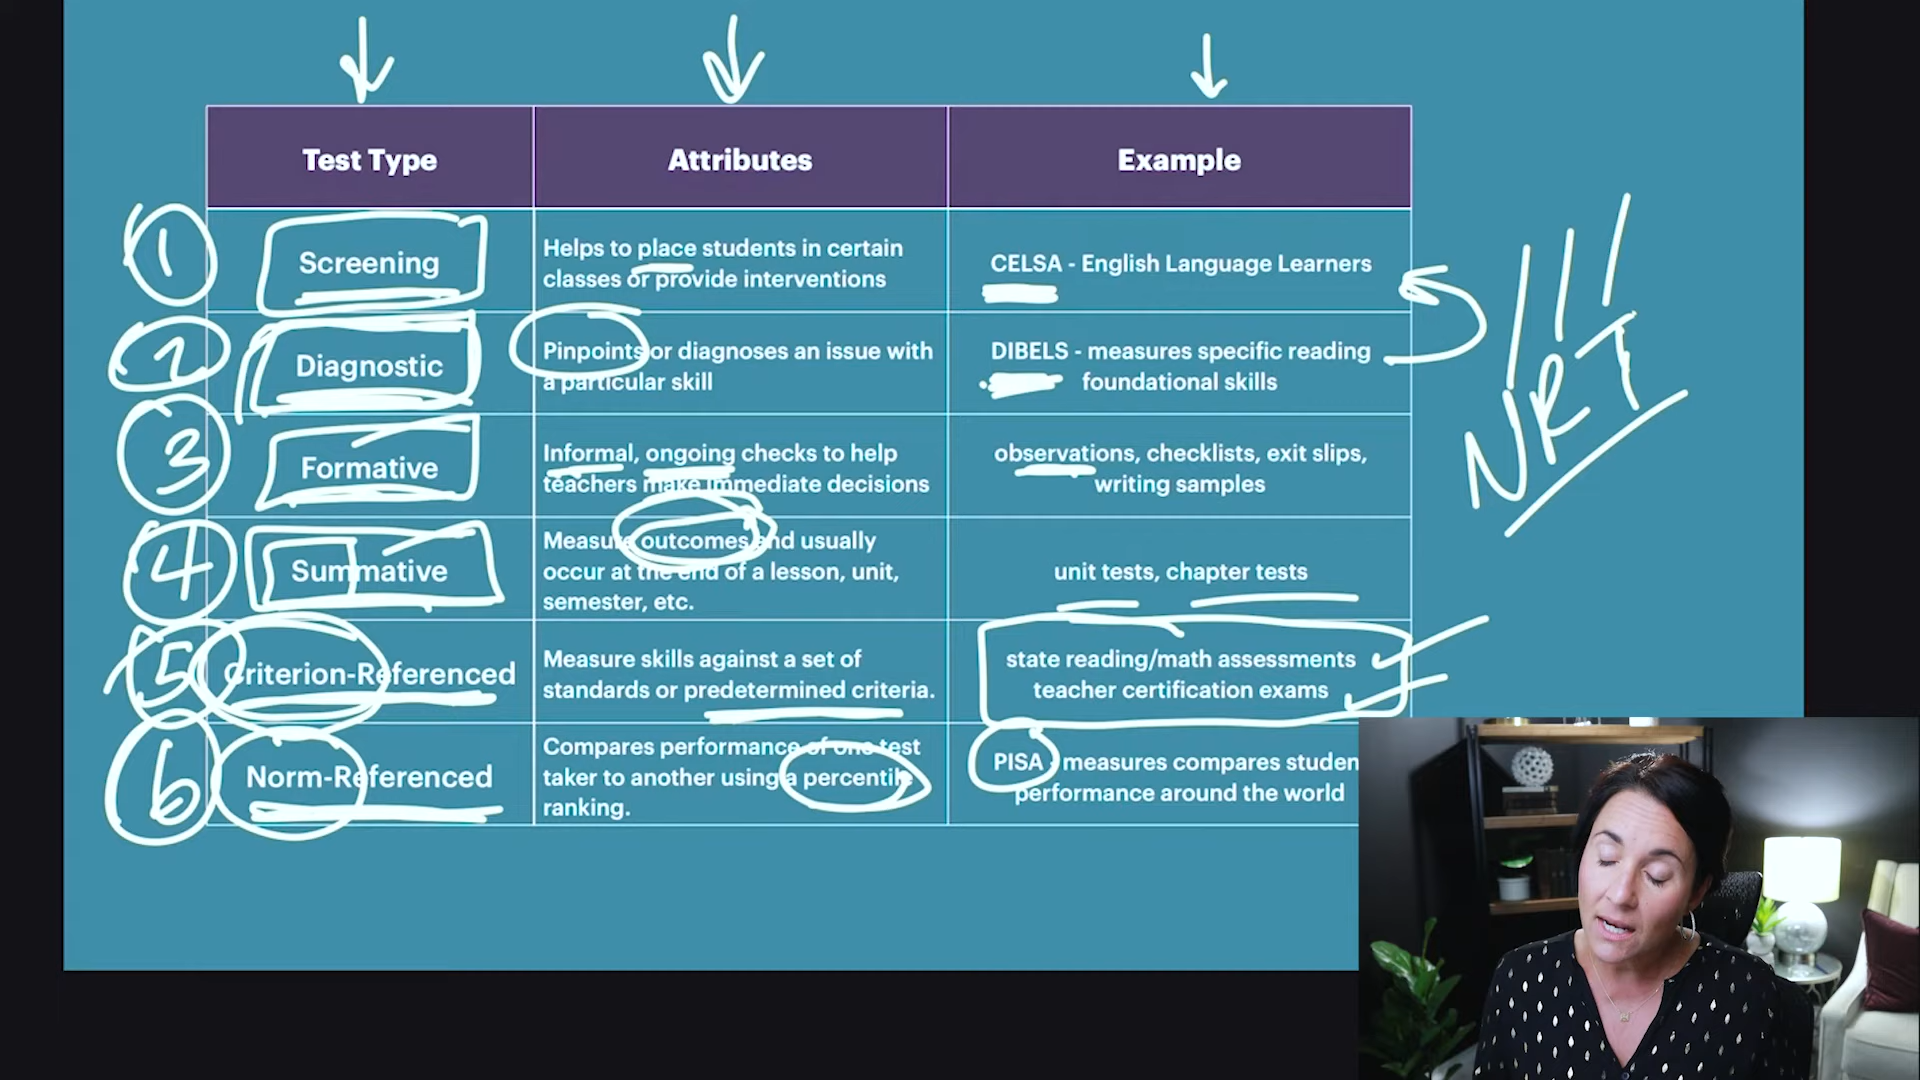 Test Type
Attributes
Example
1
Screening
Helps to place students in certain
classes or provide interventions
CELSA - English Language Learners
2
Diagnostic
Pinpoints or diagnoses an issue with
a particular skill
DIBELS - measures specific reading
foundational skills
3
Formative
Informal, ongoing checks to help
teachers make immediate decisions
observations, checklists, exit slips,
writing samples
NRT
4
Summative
Measure outcomes and usually
occur at the end of a lesson, unit,
semester, etc.
unit tests, chapter tests
5
Criterion-Referenced
Measure skills against a set of
standards or predetermined criteria.
state reading/math assessments
teacher certification exams
6
Norm-Referenced
Compares performance of one test
taker to another using a percentile
ranking.
PISA - measures compares studen
performance around the world